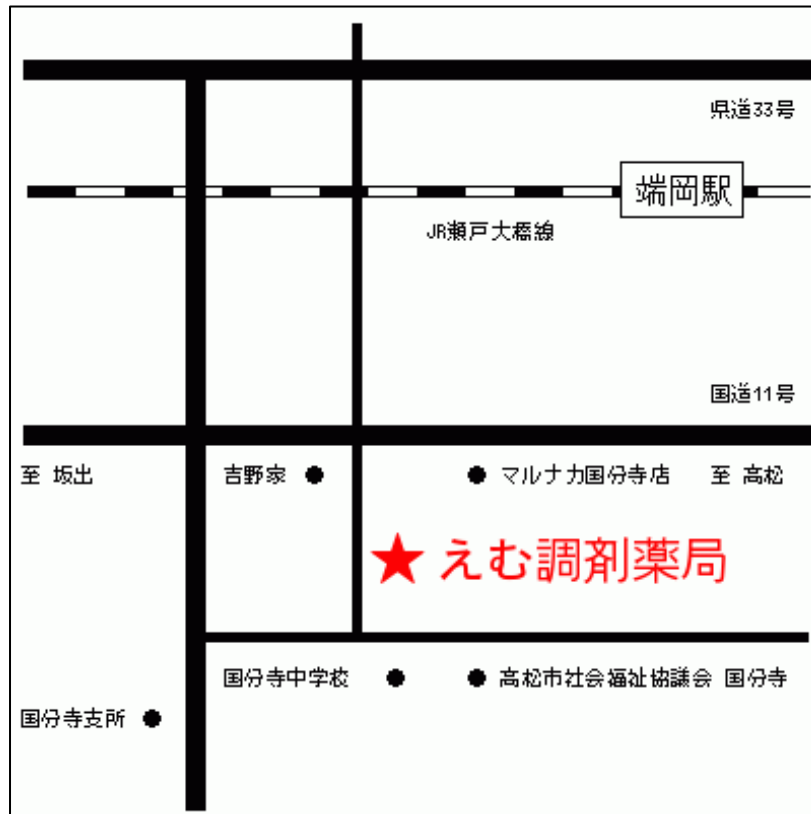 県道33号
端岡駅
JR瀬戸大橋線
国道11号
至 坂出
吉野家
マルナカ国分寺店
至 高松
えむ調剤薬局
国分寺中学校
高松市社会福祉協議会 国分寺
国分寺支所